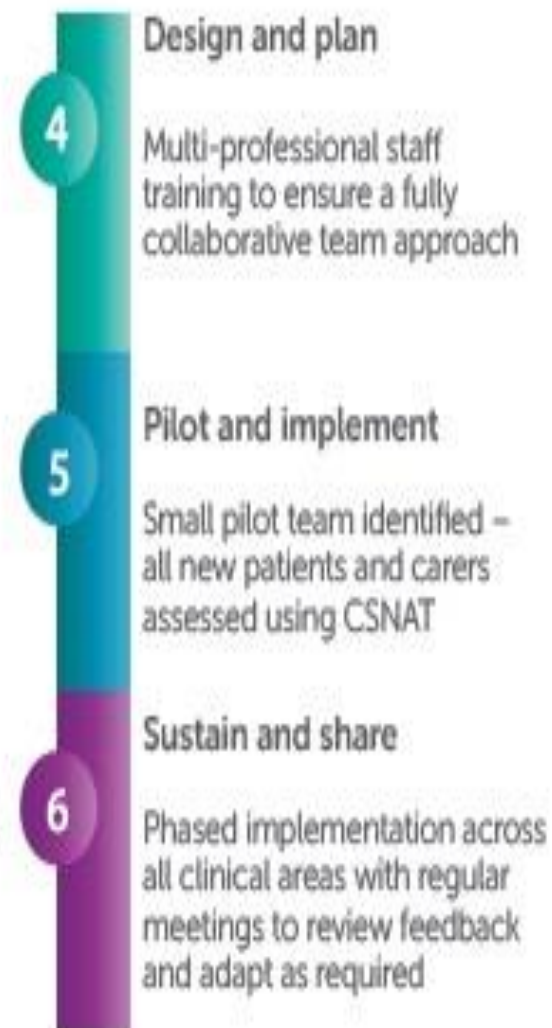 Design and plan
4
Multi-professional staff
training to ensure a fully
collaborative team approach
Pilot and implement
5
Small pilot team identified –
all new patients and carers
assessed using CSNAT
Sustain and share
6
Phased implementation across
all clinical areas with regular
meetings to review feedback
and adapt as required